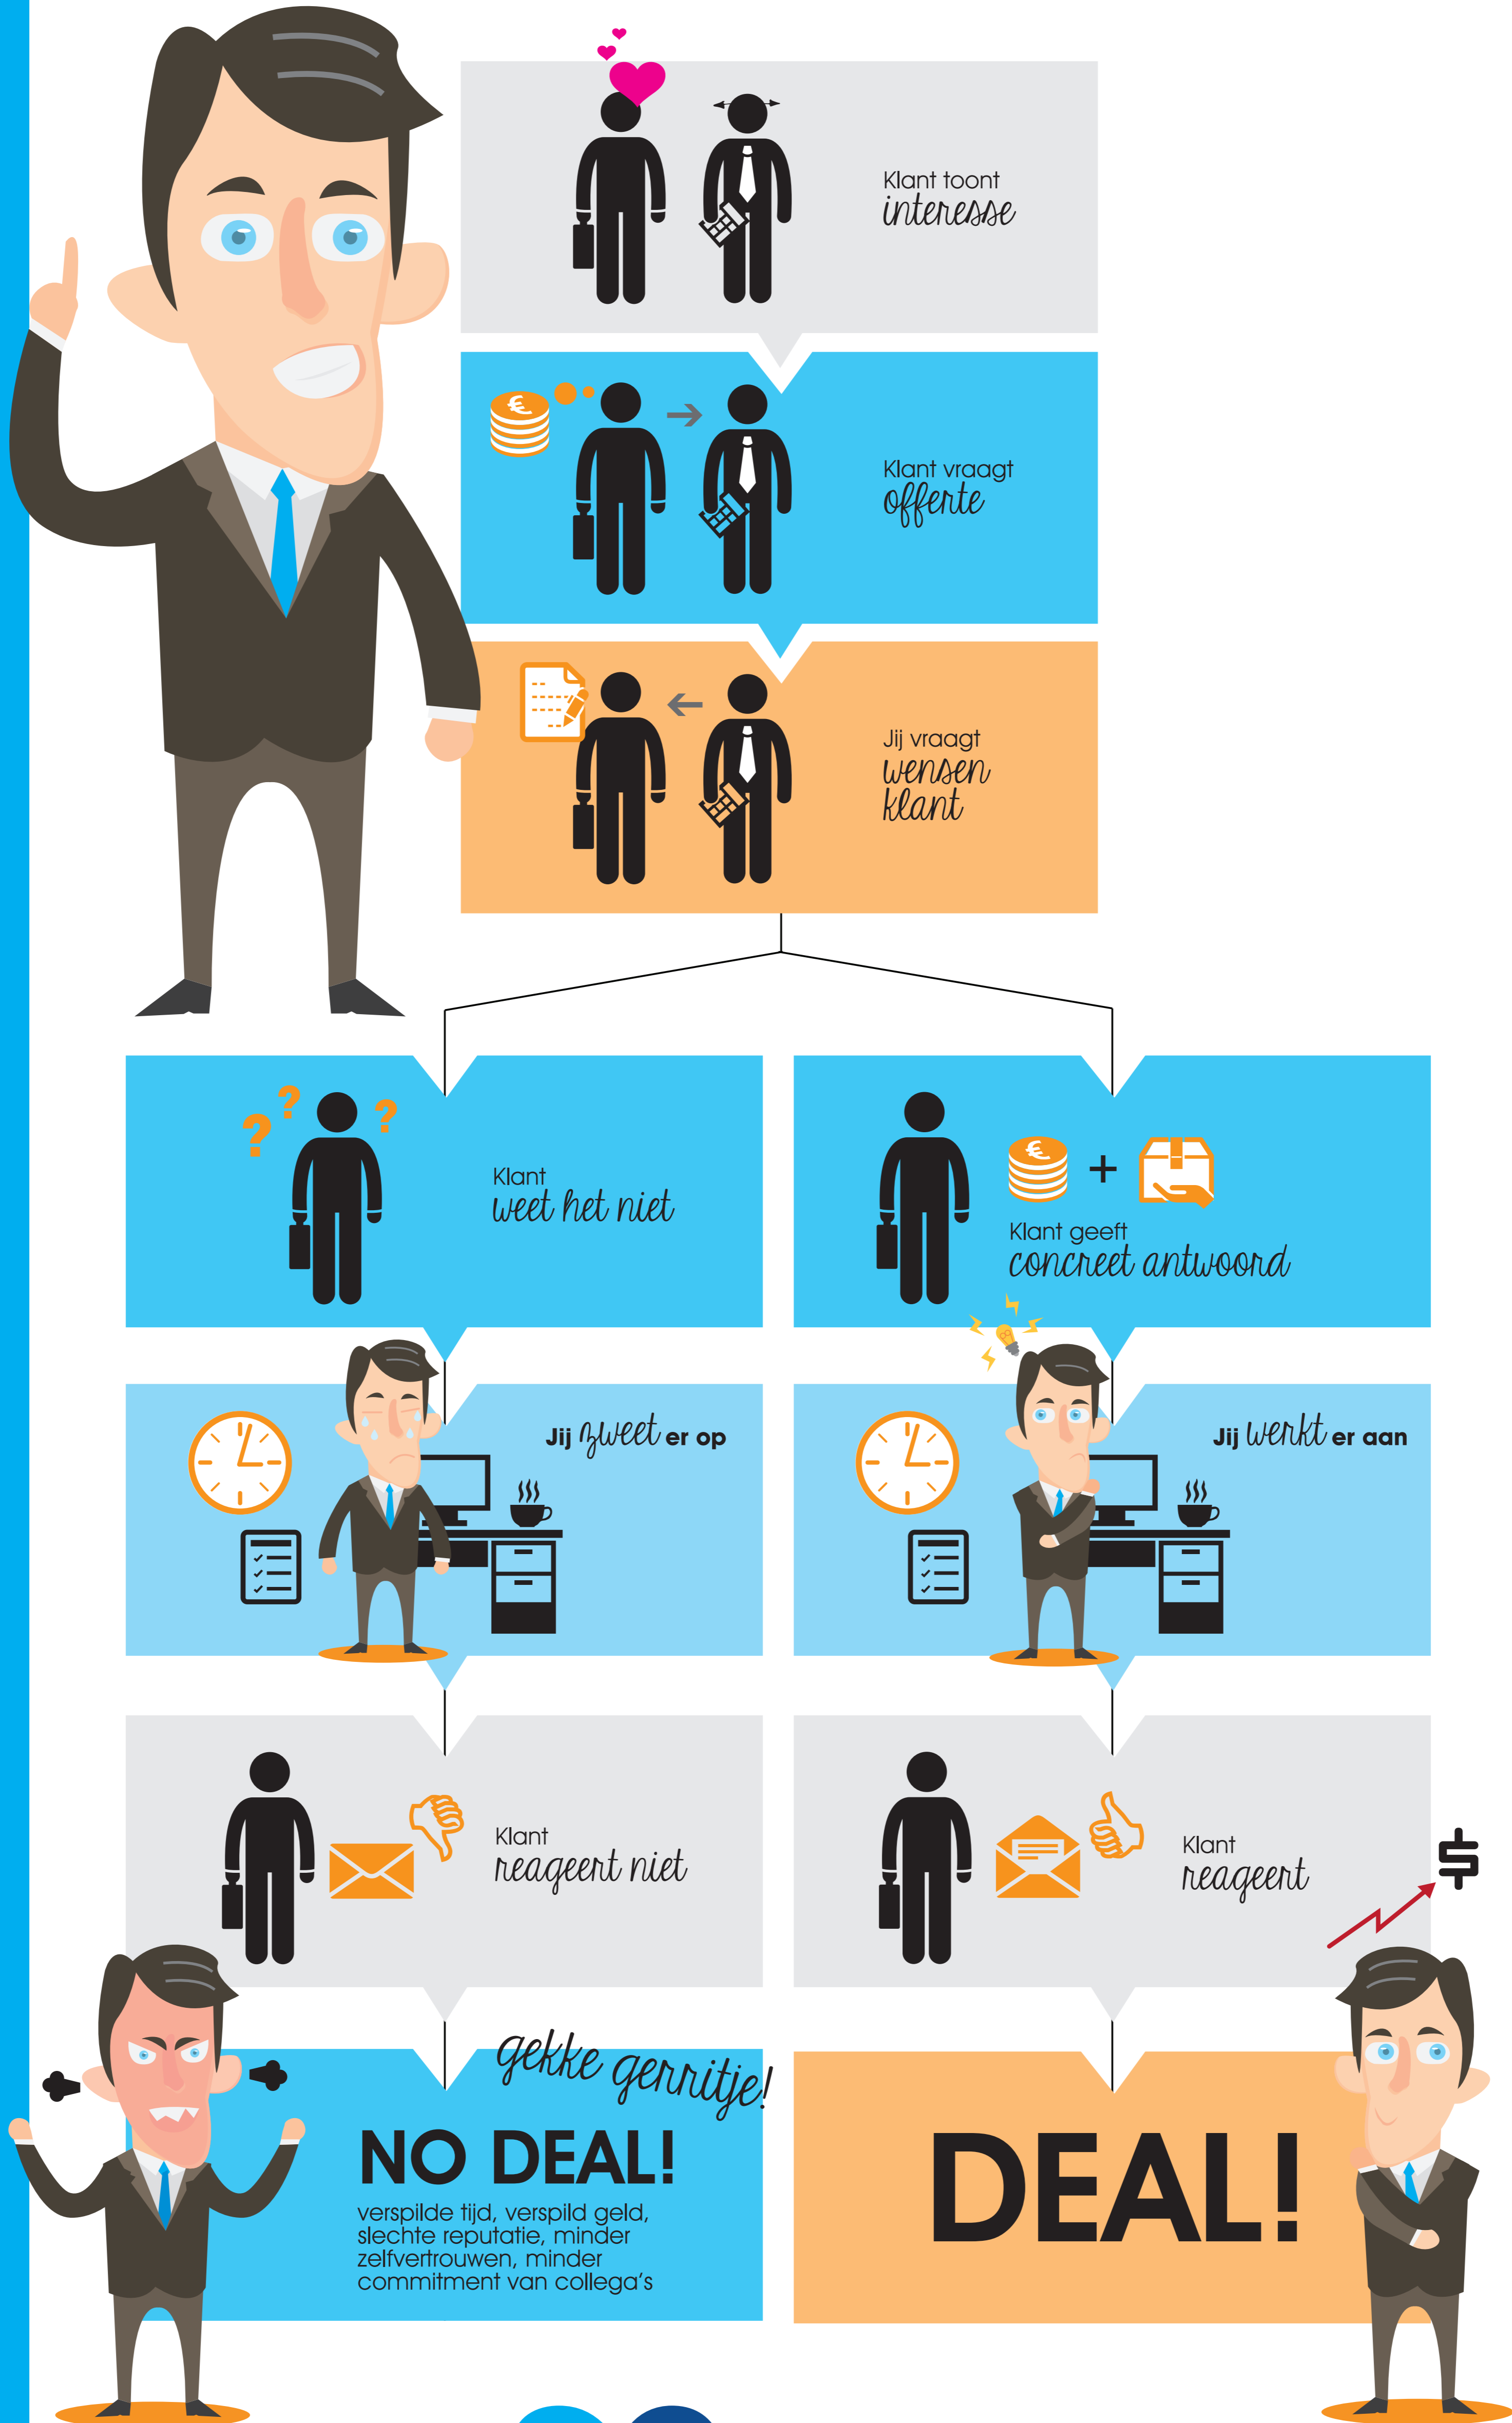 Klant toont
interesse
Klant vraagt
offerte
Jij vraagt
wensen
klant
Klant
weet het niet
Klant geeft
concreet antwoord
Jij zweet er op
Jij werkt er aan
Klant
reageert niet
Klant
reageert
gekke gerritje!
NO DEAL!
verspilde tijd, verspild geld,
slechte reputatie, minder
zelfvertrouwen, minder
commitment van collega's
DEAL!